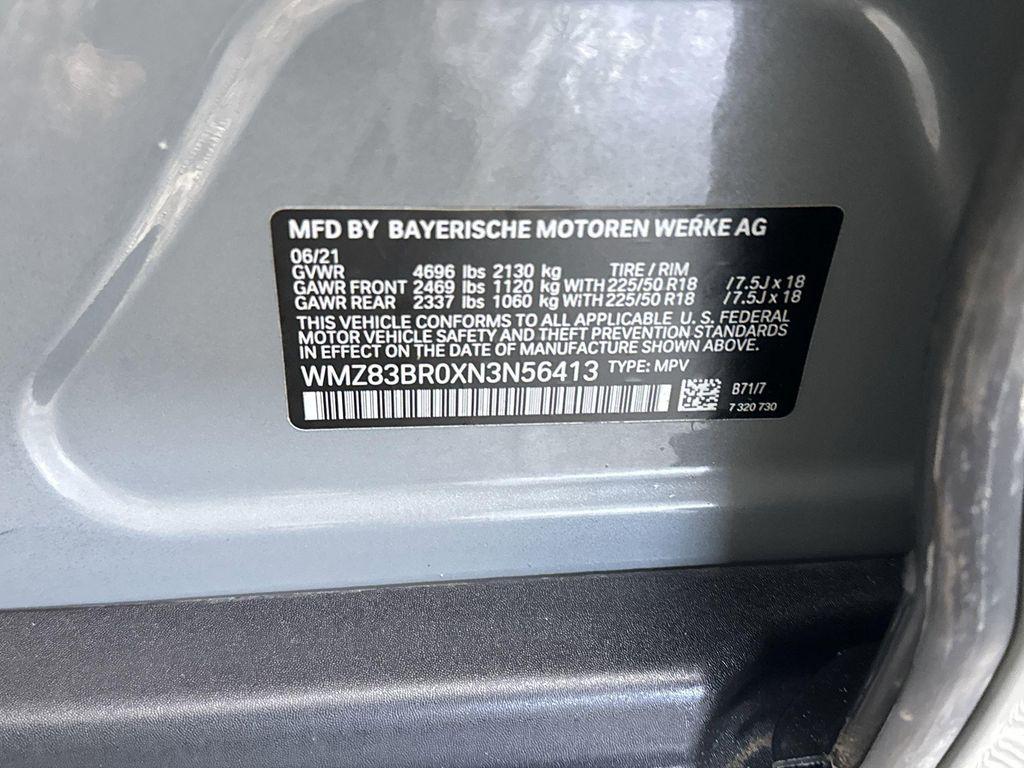 MFD BY BAYERISCHE MOTOREN WERKE AG
06/21
GVWR 4696 lbs 2130 kg TIRE / RIM
GAWR FRONT 2469 lbs 1120 kg WITH 225/50 R18 /7.5J x 18
GAWR REAR 2337 lbs 1060 kg WITH 225/50 R18 /7.5J x 18
THIS VEHICLE CONFORMS TO ALL APPLICABLE U. S. FEDERAL
MOTOR VEHICLE SAFETY AND THEFT PREVENTION STANDARDS
IN EFFECT ON THE DATE OF MANUFACTURE SHOWN ABOVE.
WMZ83BR0XN3N56413 TYPE: MPV
B71/7
7 320 730